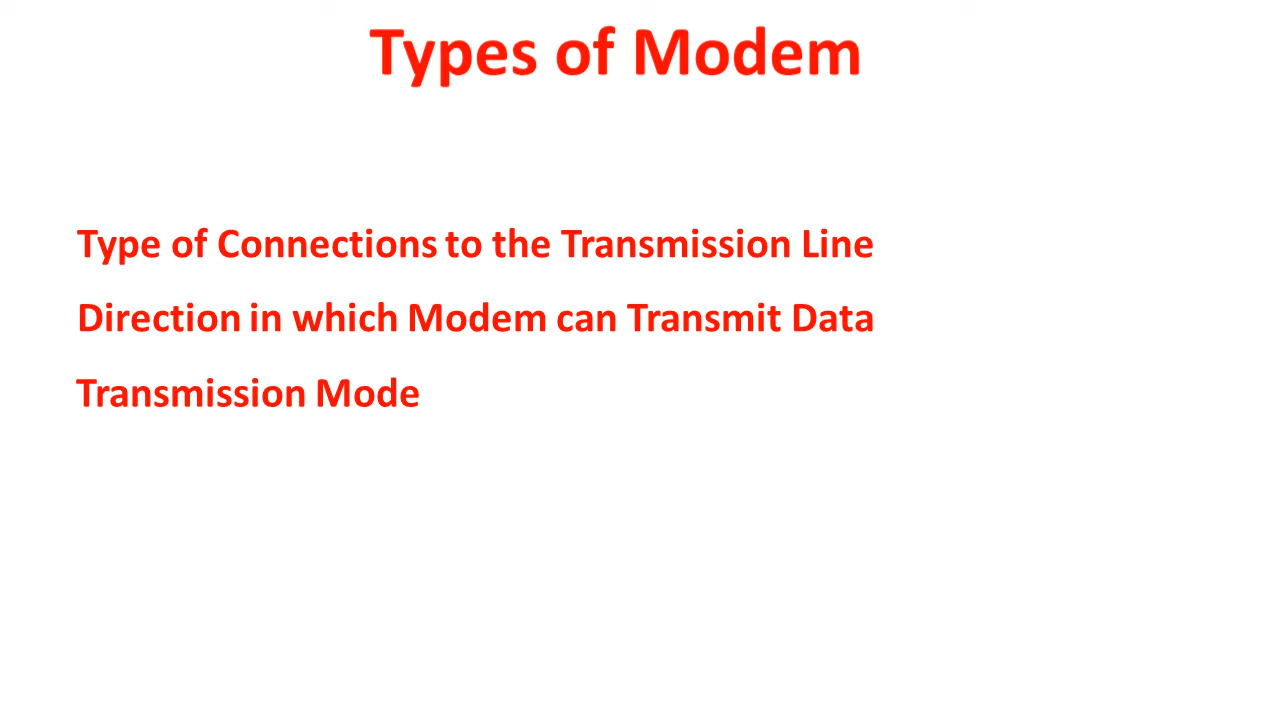 Types of Modem
Type of Connections to the Transmission Line
Direction in which Modem can Transmit Data
Transmission Mode